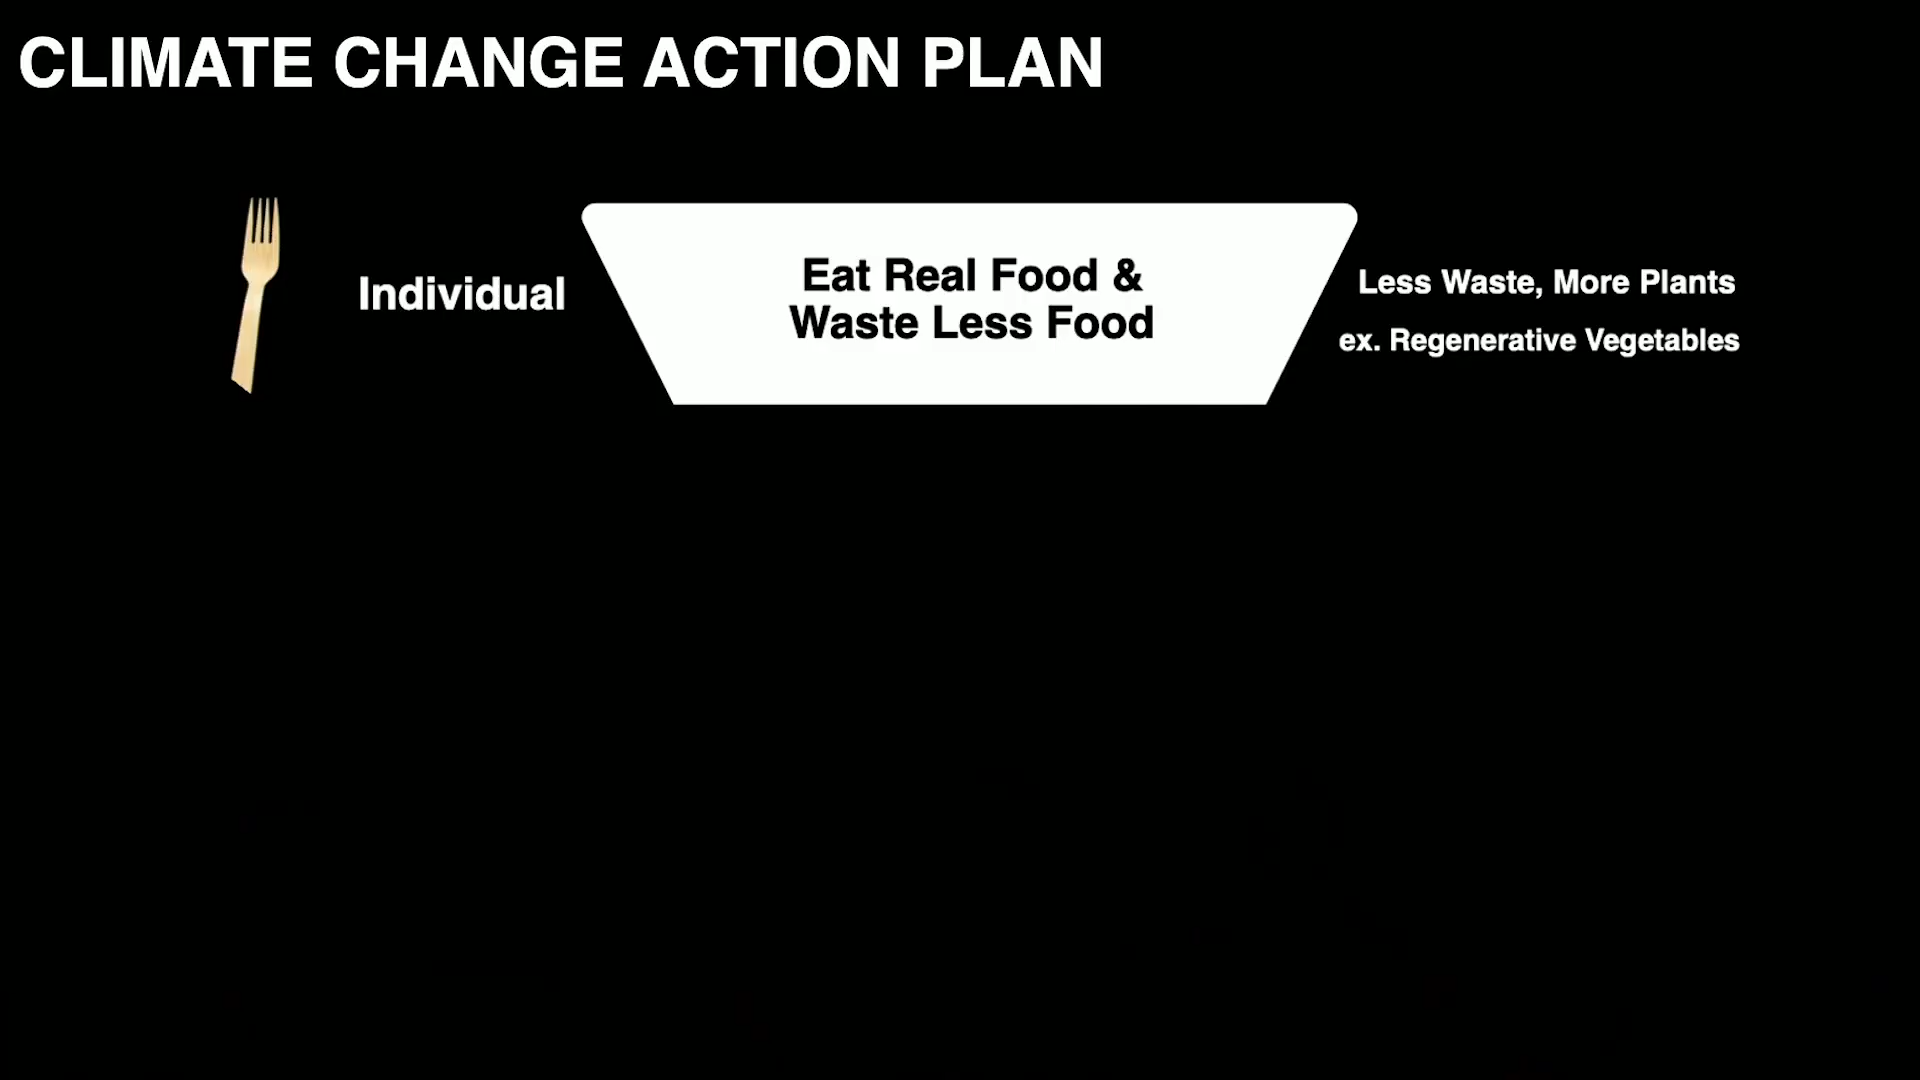 CLIMATE CHANGE ACTION PLAN
Individual
Eat Real Food &
Waste Less Food
Less Waste, More Plants
ex. Regenerative Vegetables